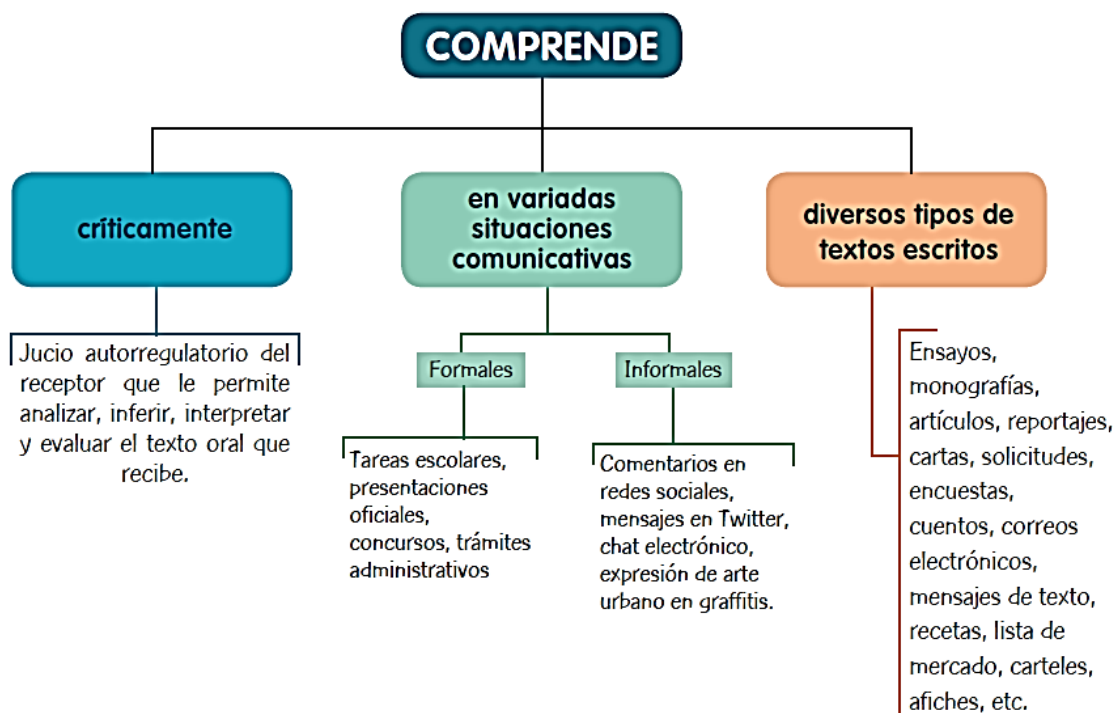 COMPRENDE
críticamente
en variadas
situaciones
comunicativas
diversos tipos de
textos escritos
Jucio autorregulatorio del
receptor que le permite
analizar, inferir, interpretar
y evaluar el texto oral que
recibe.
Formales
Informales
Tareas escolares,
presentaciones
oficiales,
concursos, trámites
administrativos
Comentarios en
redes sociales,
mensajes en Twitter,
chat electrónico,
expresión de arte
urbano en graffitis.
Ensayos,
monografías,
artículos, reportajes,
cartas, solicitudes,
encuestas,
cuentos, correos
electrónicos,
mensajes de texto,
recetas, lista de
mercado, carteles,
afiches, etc.